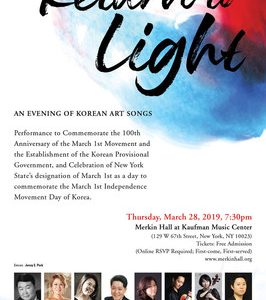 Return to
Light
AN EVENING OF KOREAN ART SONGS
Performance to Commemorate the 100th
Anniversary of the March 1st Movement and
the Establishment of the Korean Provisional
Government, and Celebration of New York
State's designation of March 1st as a day to
commemorate the March 1st Independence
Movement Day of Korea.
Thursday, March 28, 2019, 7:30pm
Merkin Hall at Kaufman Music Center
(129 W 67th Street, New York, NY 10023)
Tickets: Free Admission
(Online RSVP Required; First-come, First-served)
www.merkinhall.org